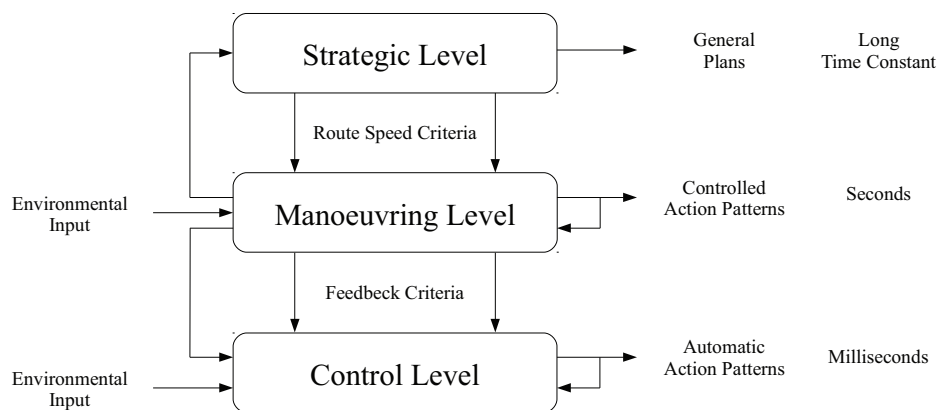 Strategic Level
General
Plans
Long
Time Constant
Route Speed Criteria
Environmental
Input
Manoeuvring Level
Controlled
Action Patterns
Seconds
Feedbeck Criteria
Environmental
Input
Control Level
Automatic
Action Patterns
Milliseconds